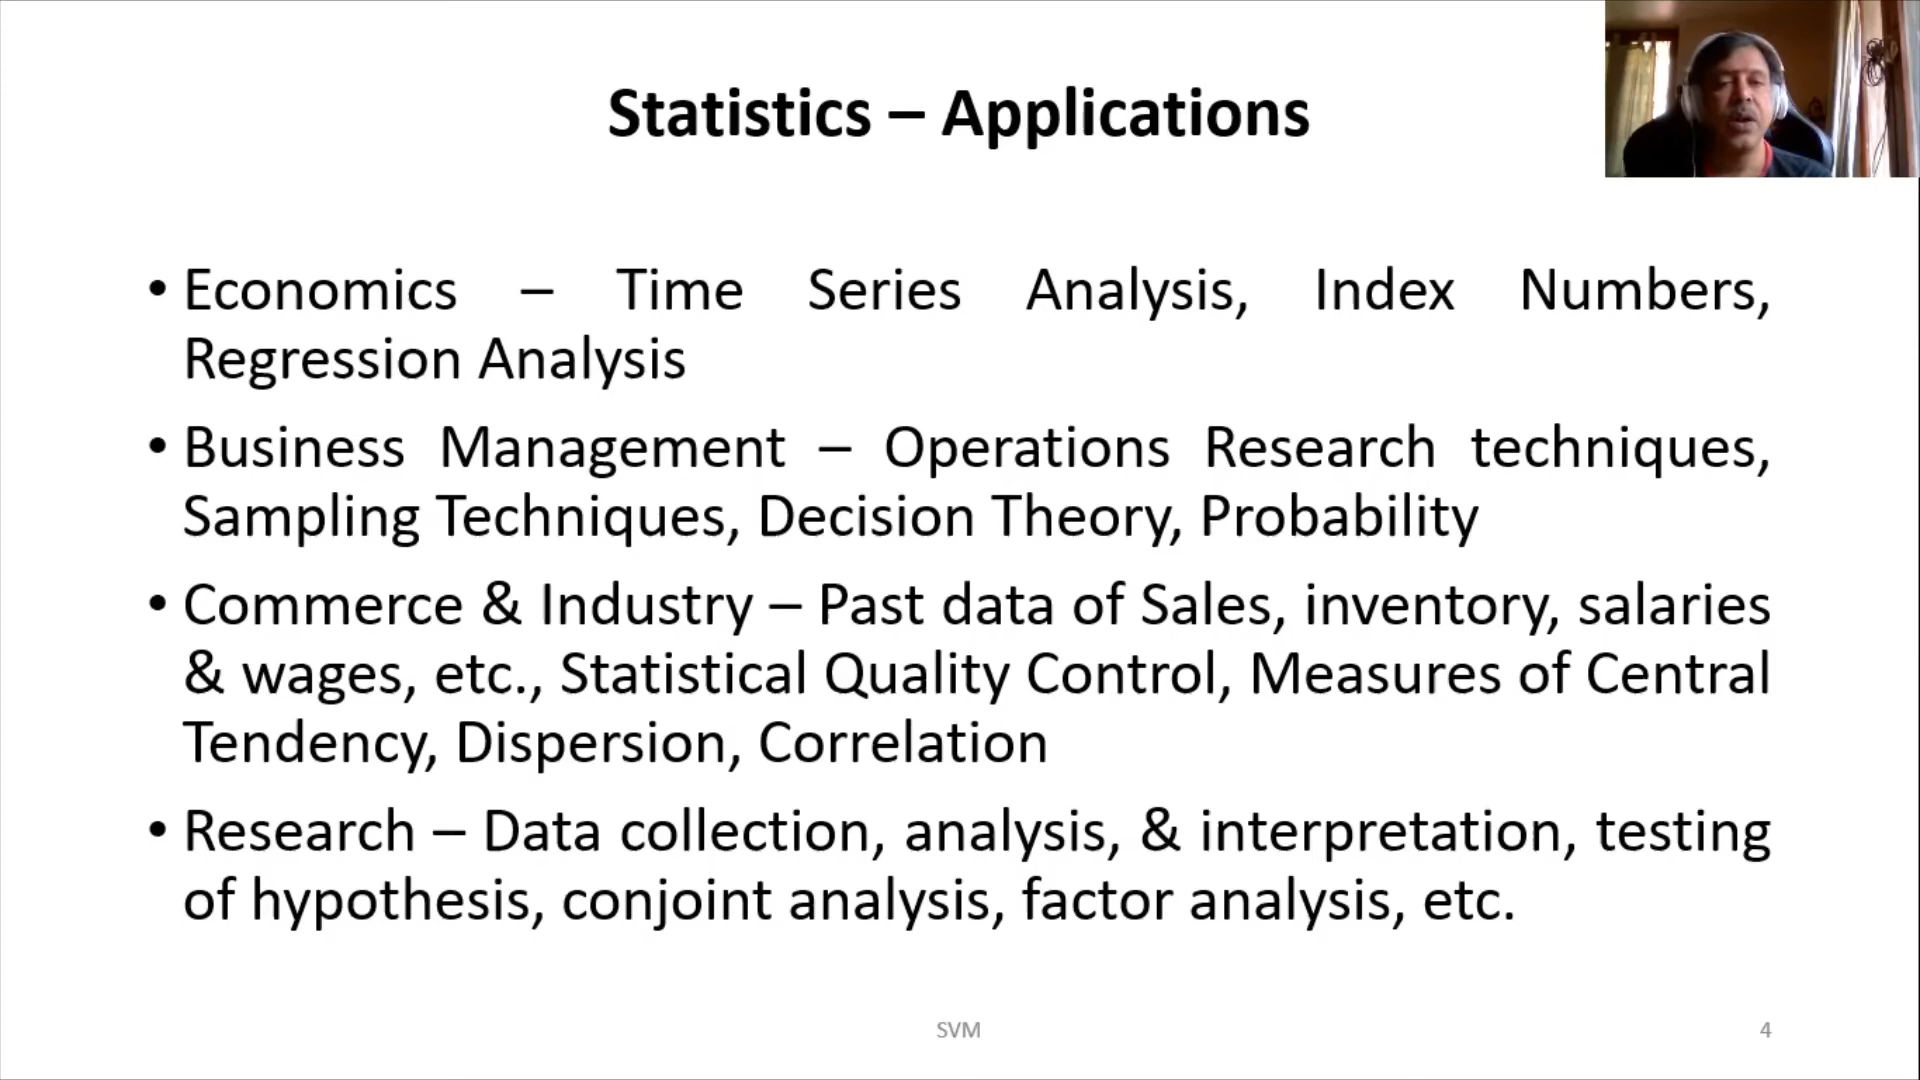 Statistics – Applications
• Economics – Time Series Analysis, Index Numbers,
Regression Analysis
• Business Management – Operations Research techniques,
Sampling Techniques, Decision Theory, Probability
• Commerce & Industry – Past data of Sales, inventory, salaries
& wages, etc., Statistical Quality Control, Measures of Central
Tendency, Dispersion, Correlation
• Research – Data collection, analysis, & interpretation, testing
of hypothesis, conjoint analysis, factor analysis, etc.
SVM
4